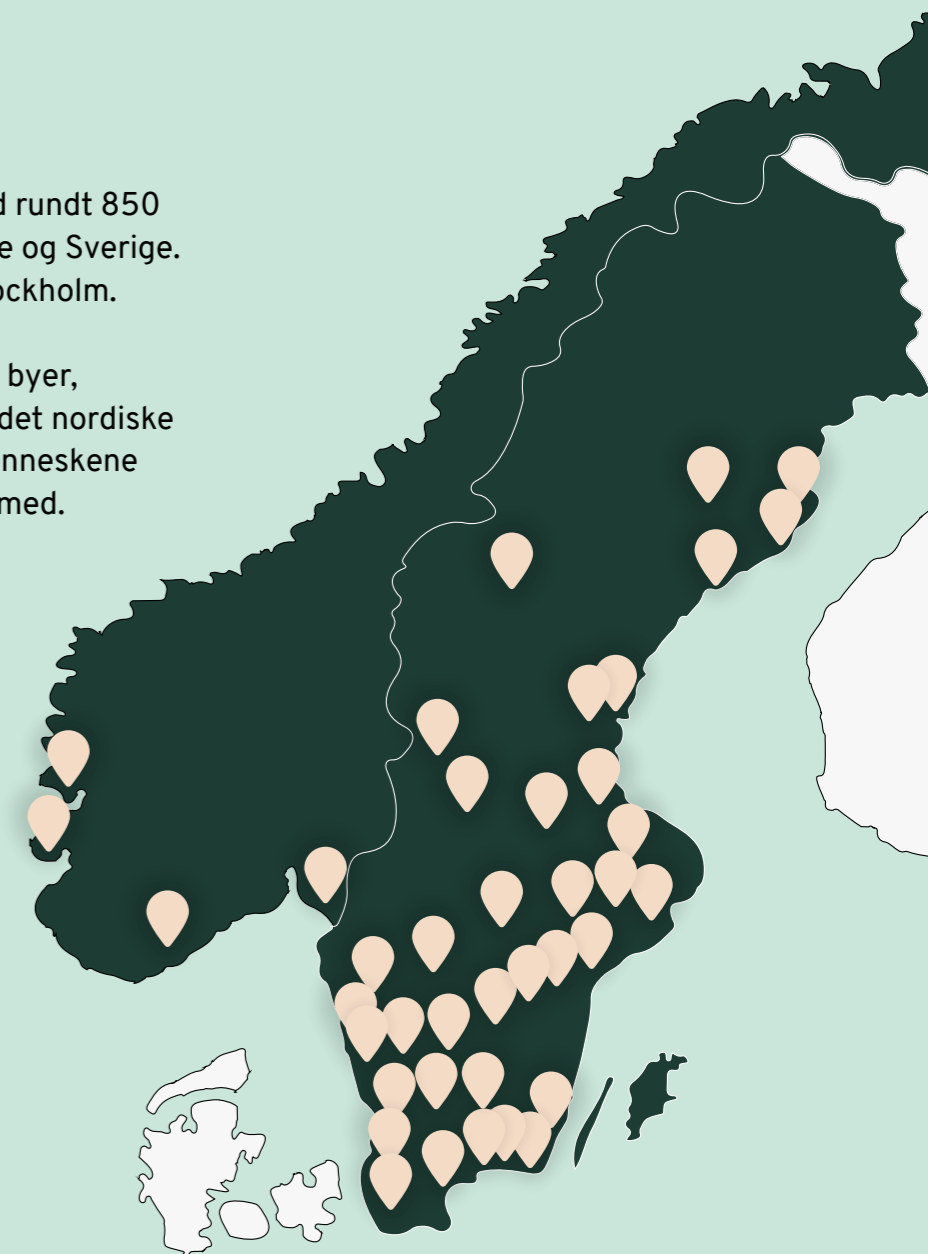 d rundt 850
e og Sverige.
ockholm.
byer,
det nordiske
nneskene
med.